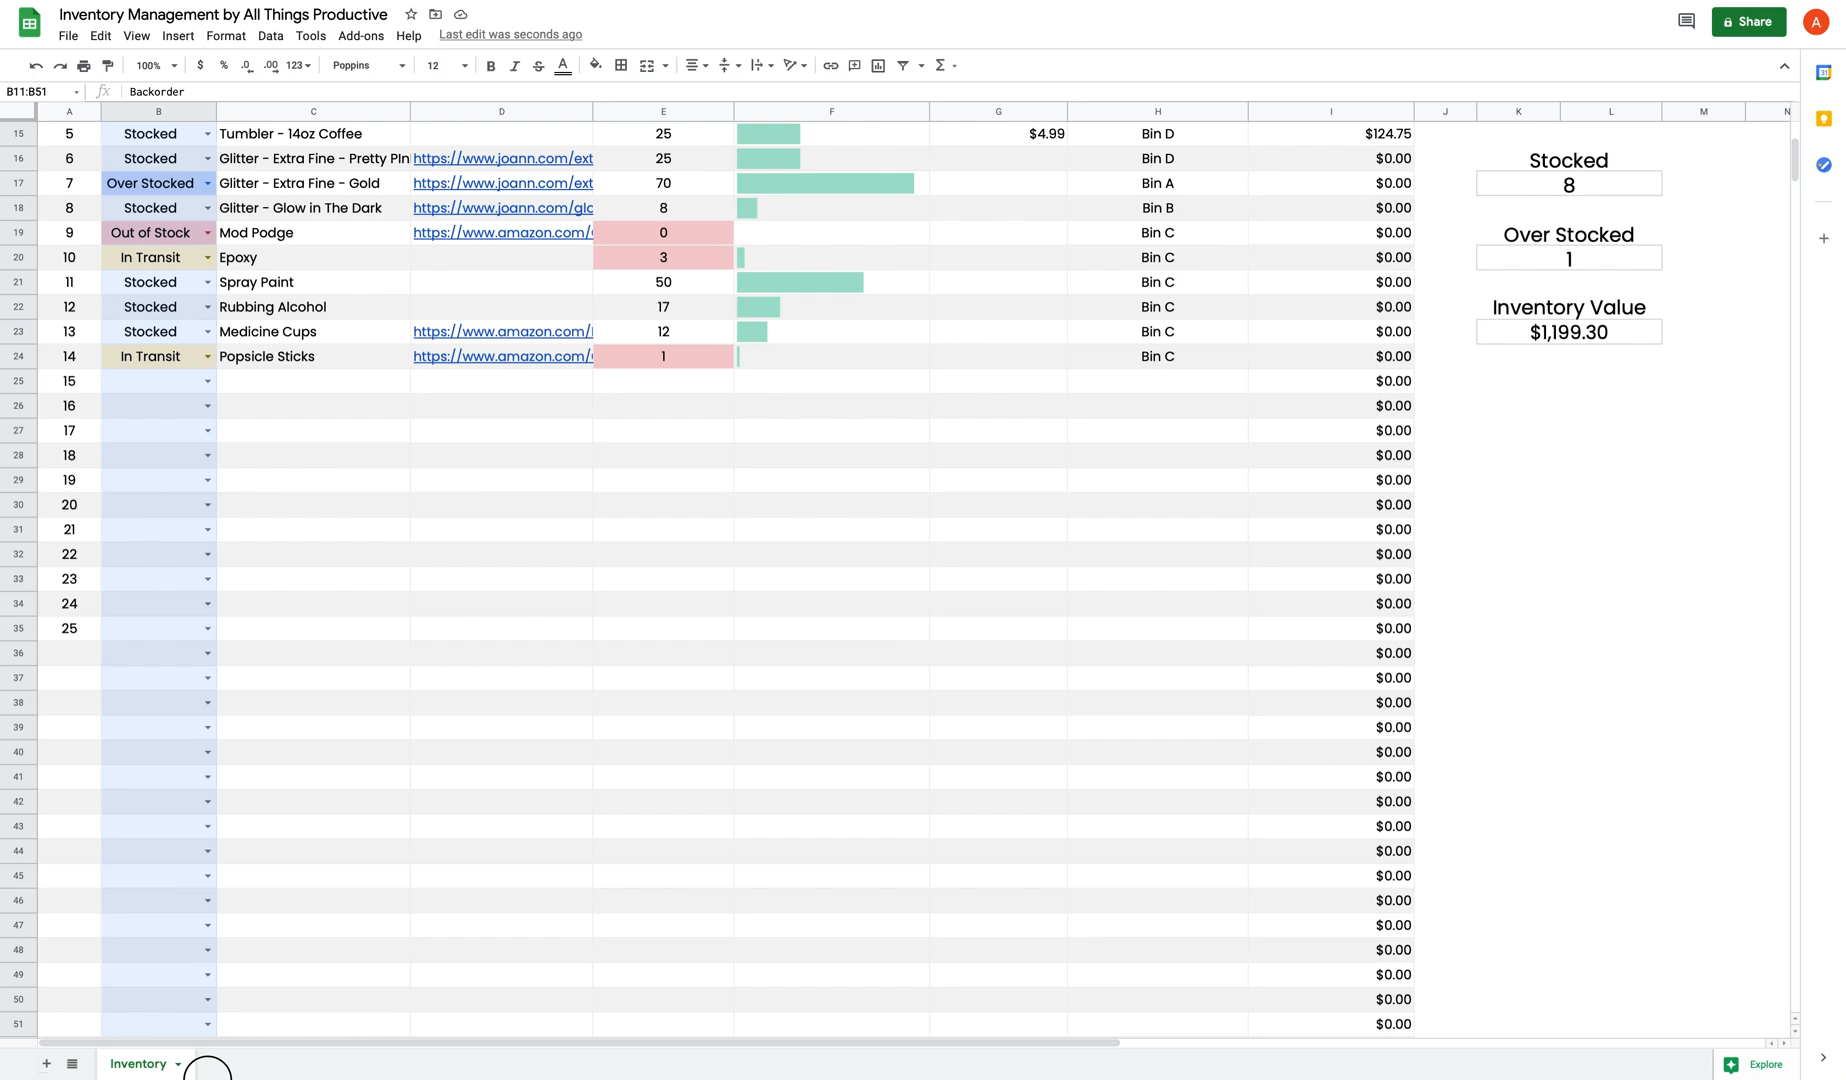 Inventory Management by All Things Productive
File Edit View Insert Format Data Tools Add-ons Help Last edit was seconds ago
Share
A
100% $ % .0 .00 123 Poppins 12 B I S A
31
B11:B51 fx Backorder
A B C D E F G H I J K L M N
15 5 Stocked Tumbler - 14oz Coffee 25 $4.99 Bin D $124.75
16 6 Stocked Glitter - Extra Fine - Pretty PIn https://www.joann.com/ext 25 Bin D $0.00
17 7 Over Stocked Glitter - Extra Fine - Gold https://www.joann.com/ext 70 Bin A $0.00
18 8 Stocked Glitter - Glow in The Dark https://www.joann.com/glo 8 Bin B $0.00
19 9 Out of Stock Mod Podge https://www.amazon.com/ 0 Bin C $0.00
20 10 In Transit Epoxy 3 Bin C $0.00
21 11 Stocked Spray Paint 50 Bin C $0.00
22 12 Stocked Rubbing Alcohol 17 Bin C $0.00
23 13 Stocked Medicine Cups https://www.amazon.com/ 12 Bin C $0.00
24 14 In Transit Popsicle Sticks https://www.amazon.com/ 1 Bin C $0.00
25 15 $0.00
26 16 $0.00
27 17 $0.00
28 18 $0.00
29 19 $0.00
30 20 $0.00
31 21 $0.00
32 22 $0.00
33 23 $0.00
34 24 $0.00
35 25 $0.00
36 $0.00
37 $0.00
38 $0.00
39 $0.00
40 $0.00
41 $0.00
42 $0.00
43 $0.00
44 $0.00
45 $0.00
46 $0.00
47 $0.00
48 $0.00
49 $0.00
50 $0.00
51 $0.00
Stocked
8
Over Stocked
1
Inventory Value
$1,199.30
Inventory
Explore